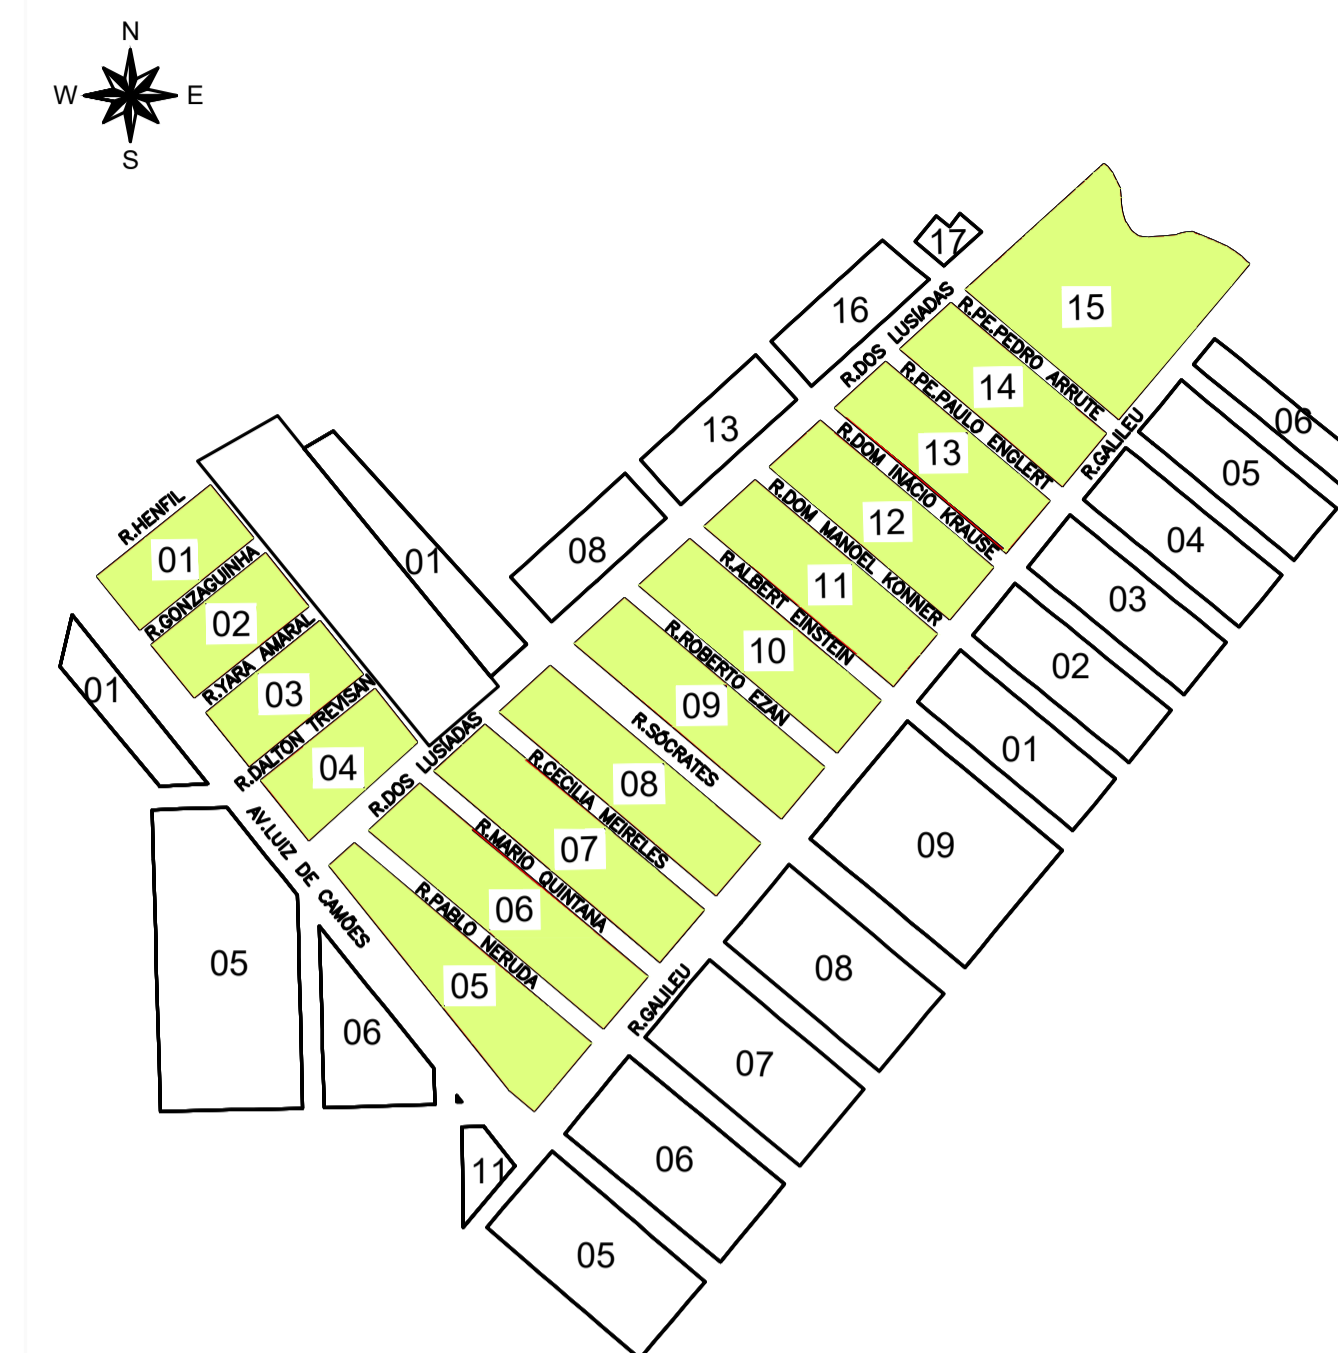 N
W
E
S
17
15
16
R.DOS LUSÍADAS
R.PE.PEDRO ARRUTE
14
R.PE.PAULO ENGLERT
R.GALILEU
06
05
13
13
R.DOM INACIO KRAUSE
04
12
R.DOM MANOEL KONNER
03
08
11
R.ALBERT EINSTEIN
02
10
R.ROBERTO EZAN
01
09
R.SÓCRATES
R.HENFIL
01
R.GONZAGUINHA
01
02
R.YARA AMARAL
01
03
R.DALTON TREVISAN
04
R.DOS LUSÍADAS
08
R.CECILIA MEIRELES
09
07
R.MARIO QUINTANA
06
R.PABLO NERUDA
05
AV.LUIZ DE CAMÕES
05
06
R.GALILEU
08
07
06
11
05